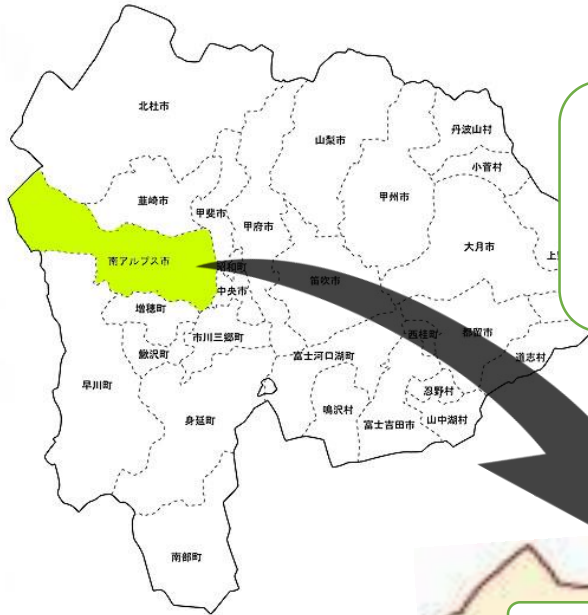 北杜市
山梨市
丹波山村
小菅村
韮崎市
甲斐市
甲府市
甲州市
大月市
上
南アルプス市
昭和町
中央市
笛吹市
増穂町
市川三郷町
西桂町
都留市
道志村
鰍沢町
富士河口湖町
早川町
忍野村
鳴沢村
富士吉田市
山中湖村
身延町
南部町